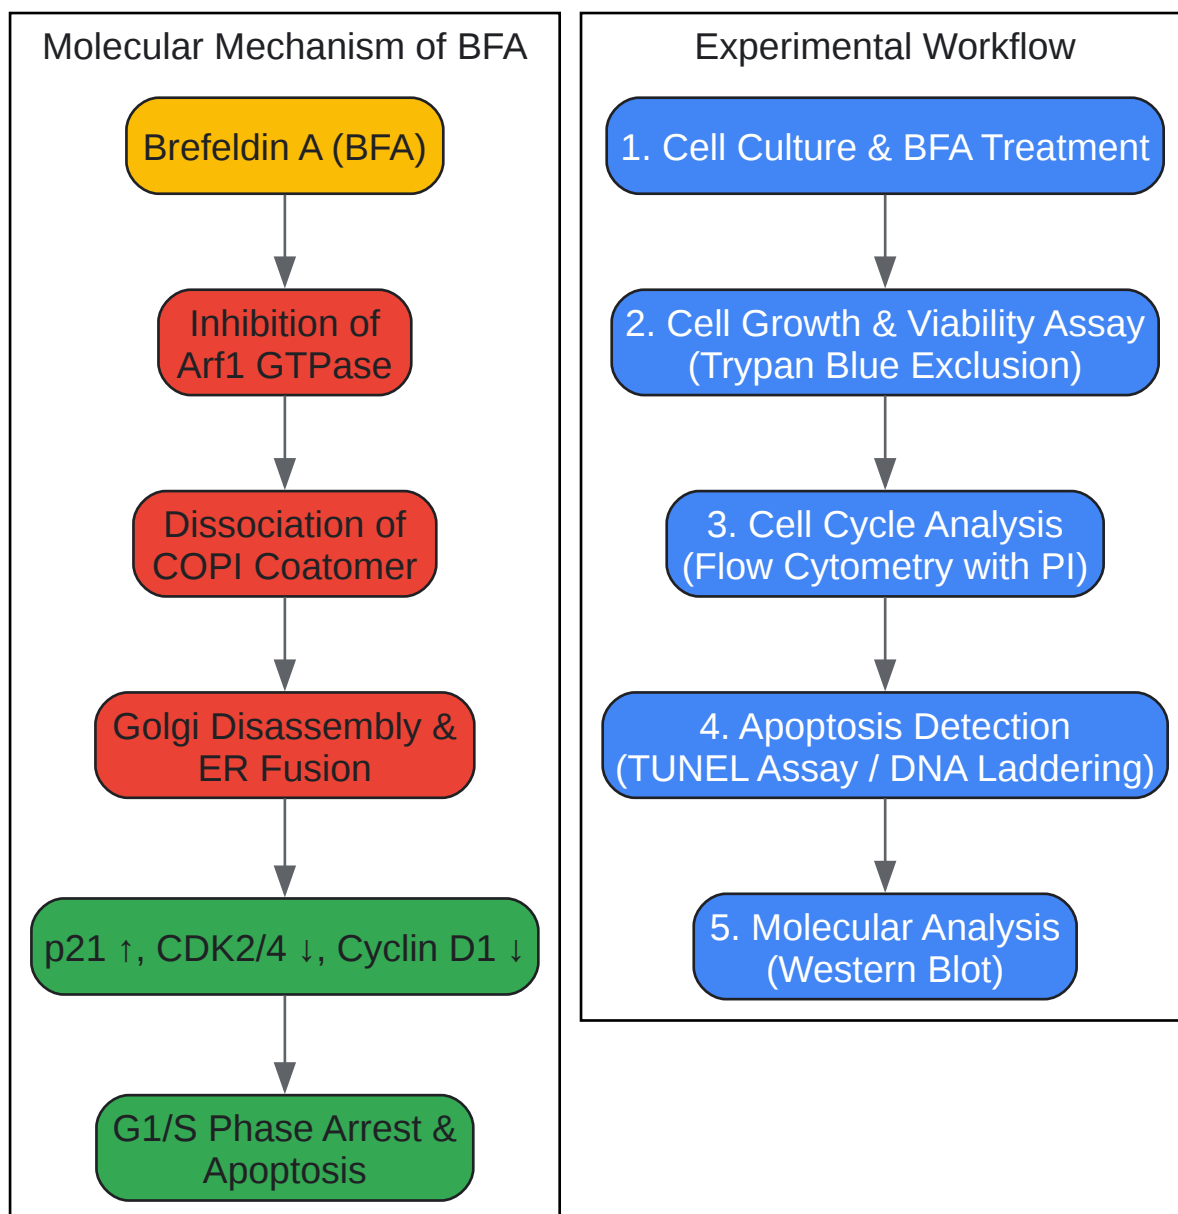 Molecular Mechanism of BFA
Brefeldin A (BFA)
Inhibition of
Arf1 GTPase
Dissociation of
COPI Coatomer
Golgi Disassembly &
ER Fusion
p21 ↑, CDK2/4 ↓, Cyclin D1 ↓
G1/S Phase Arrest &
Apoptosis
Experimental Workflow
1. Cell Culture & BFA Treatment
2. Cell Growth & Viability Assay
(Trypan Blue Exclusion)
3. Cell Cycle Analysis
(Flow Cytometry with PI)
4. Apoptosis Detection
(TUNEL Assay / DNA Laddering)
5. Molecular Analysis
(Western Blot)